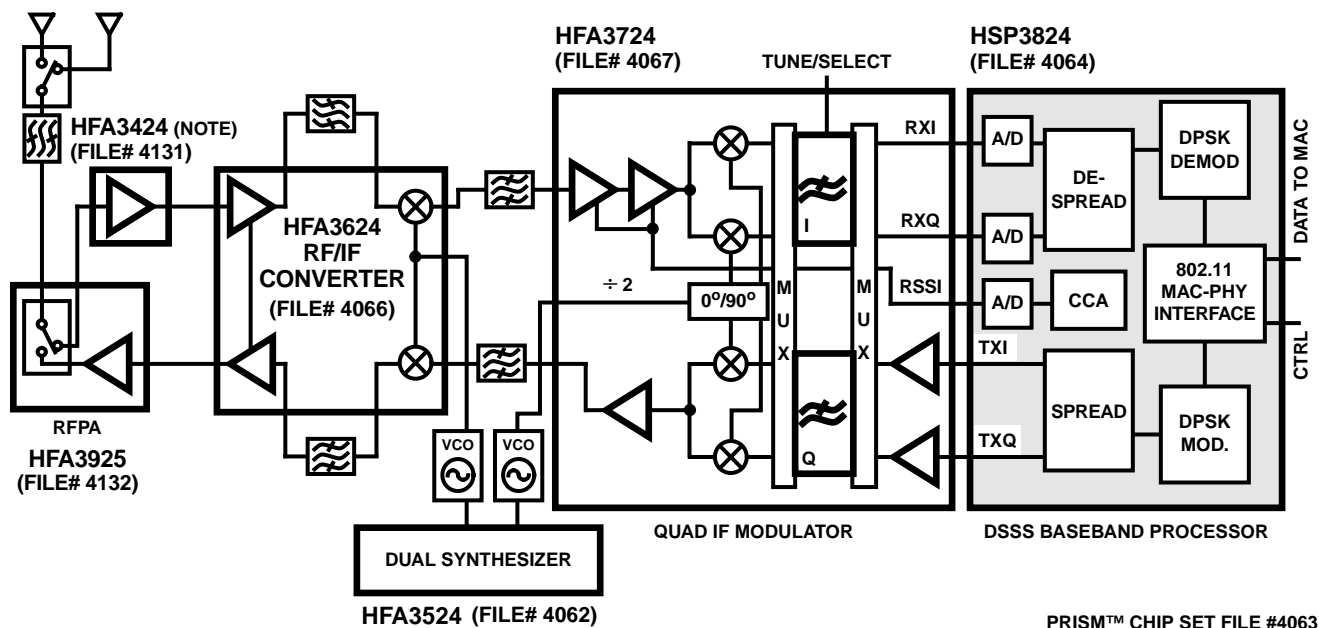 HFA3424 (NOTE)
(FILE# 4131)
HFA3624
RF/IF
CONVERTER
(FILE# 4066)
RFPA
HFA3925
(FILE# 4132)
VCO
VCO
DUAL SYNTHESIZER
HFA3524 (FILE# 4062)
HFA3724
(FILE# 4067)
TUNE/SELECT
÷ 2
0°/90°
M
U
X
I
Q
M
U
X
QUAD IF MODULATOR
RXI
RXQ
RSSI
TXI
TXQ
HSP3824
(FILE# 4064)
A/D
A/D
A/D
DE-
SPREAD
CCA
DPSK
DEMOD
802.11
MAC-PHY
INTERFACE
SPREAD
DPSK
MOD.
DATA TO MAC
CTRL
DSSS BASEBAND PROCESSOR
PRISM™ CHIP SET FILE #4063